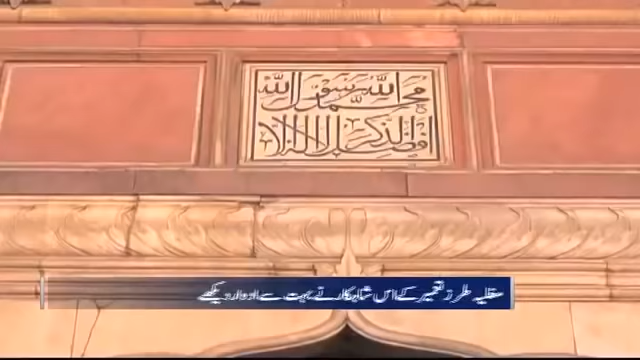 افضل الذكر لا اله الا الله محمد رسول الله
مغلیہ طرز تعمیر کے اس شاہکار نے بہت سے ادوار دیکھے